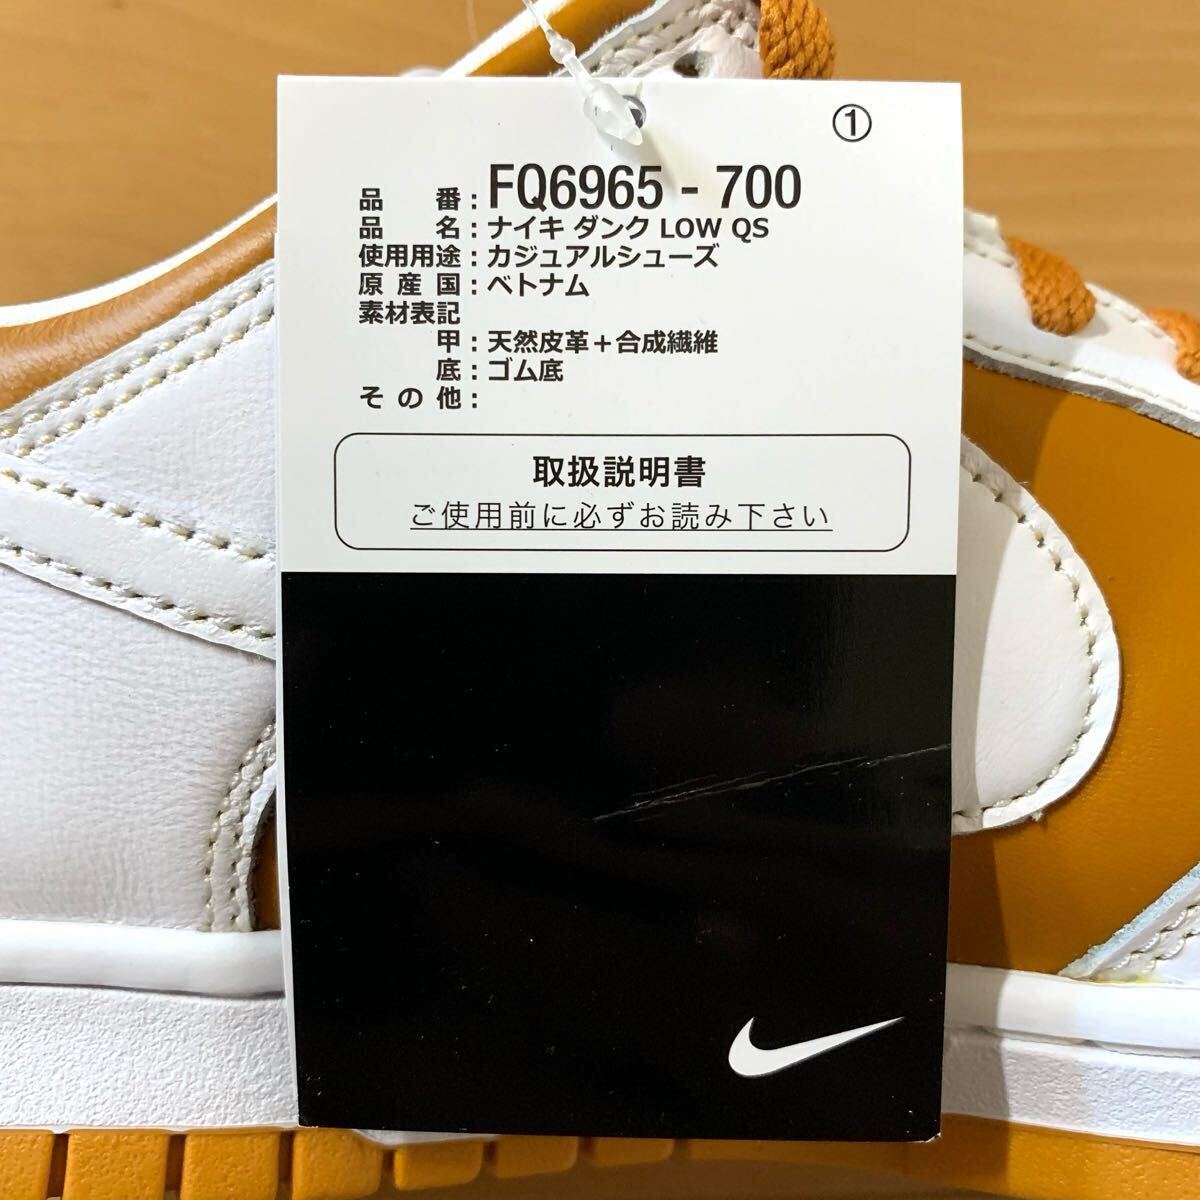 ①
品番：FQ6965 - 700
品名：ナイキ ダンク LOW QS
使用用途：カジュアルシューズ
原産国：ベトナム
素材表記
甲：天然皮革＋合成繊維
底：ゴム底
その他：
取扱説明書
ご使用前に必ずお読み下さい